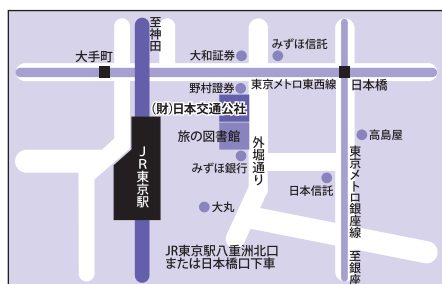 至神田
みずほ信託
大手町
大和証券
東京メトロ東西線
日本橋
野村證券
(財)日本交通公社
旅の図書館
外堀通り
高島屋
JR東京駅
みずほ銀行
東京メトロ銀座線
日本信託
大丸
至銀座
JR東京駅八重洲北口
または日本橋口下車